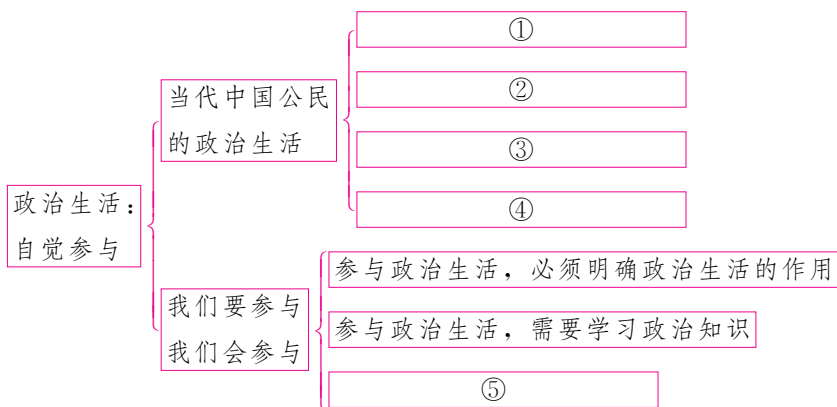 ①
②
③
④
当代中国公民
的政治生活
政治生活：
自觉参与
我们要参与
我们会参与
参与政治生活，必须明确政治生活的作用
参与政治生活，需要学习政治知识
⑤